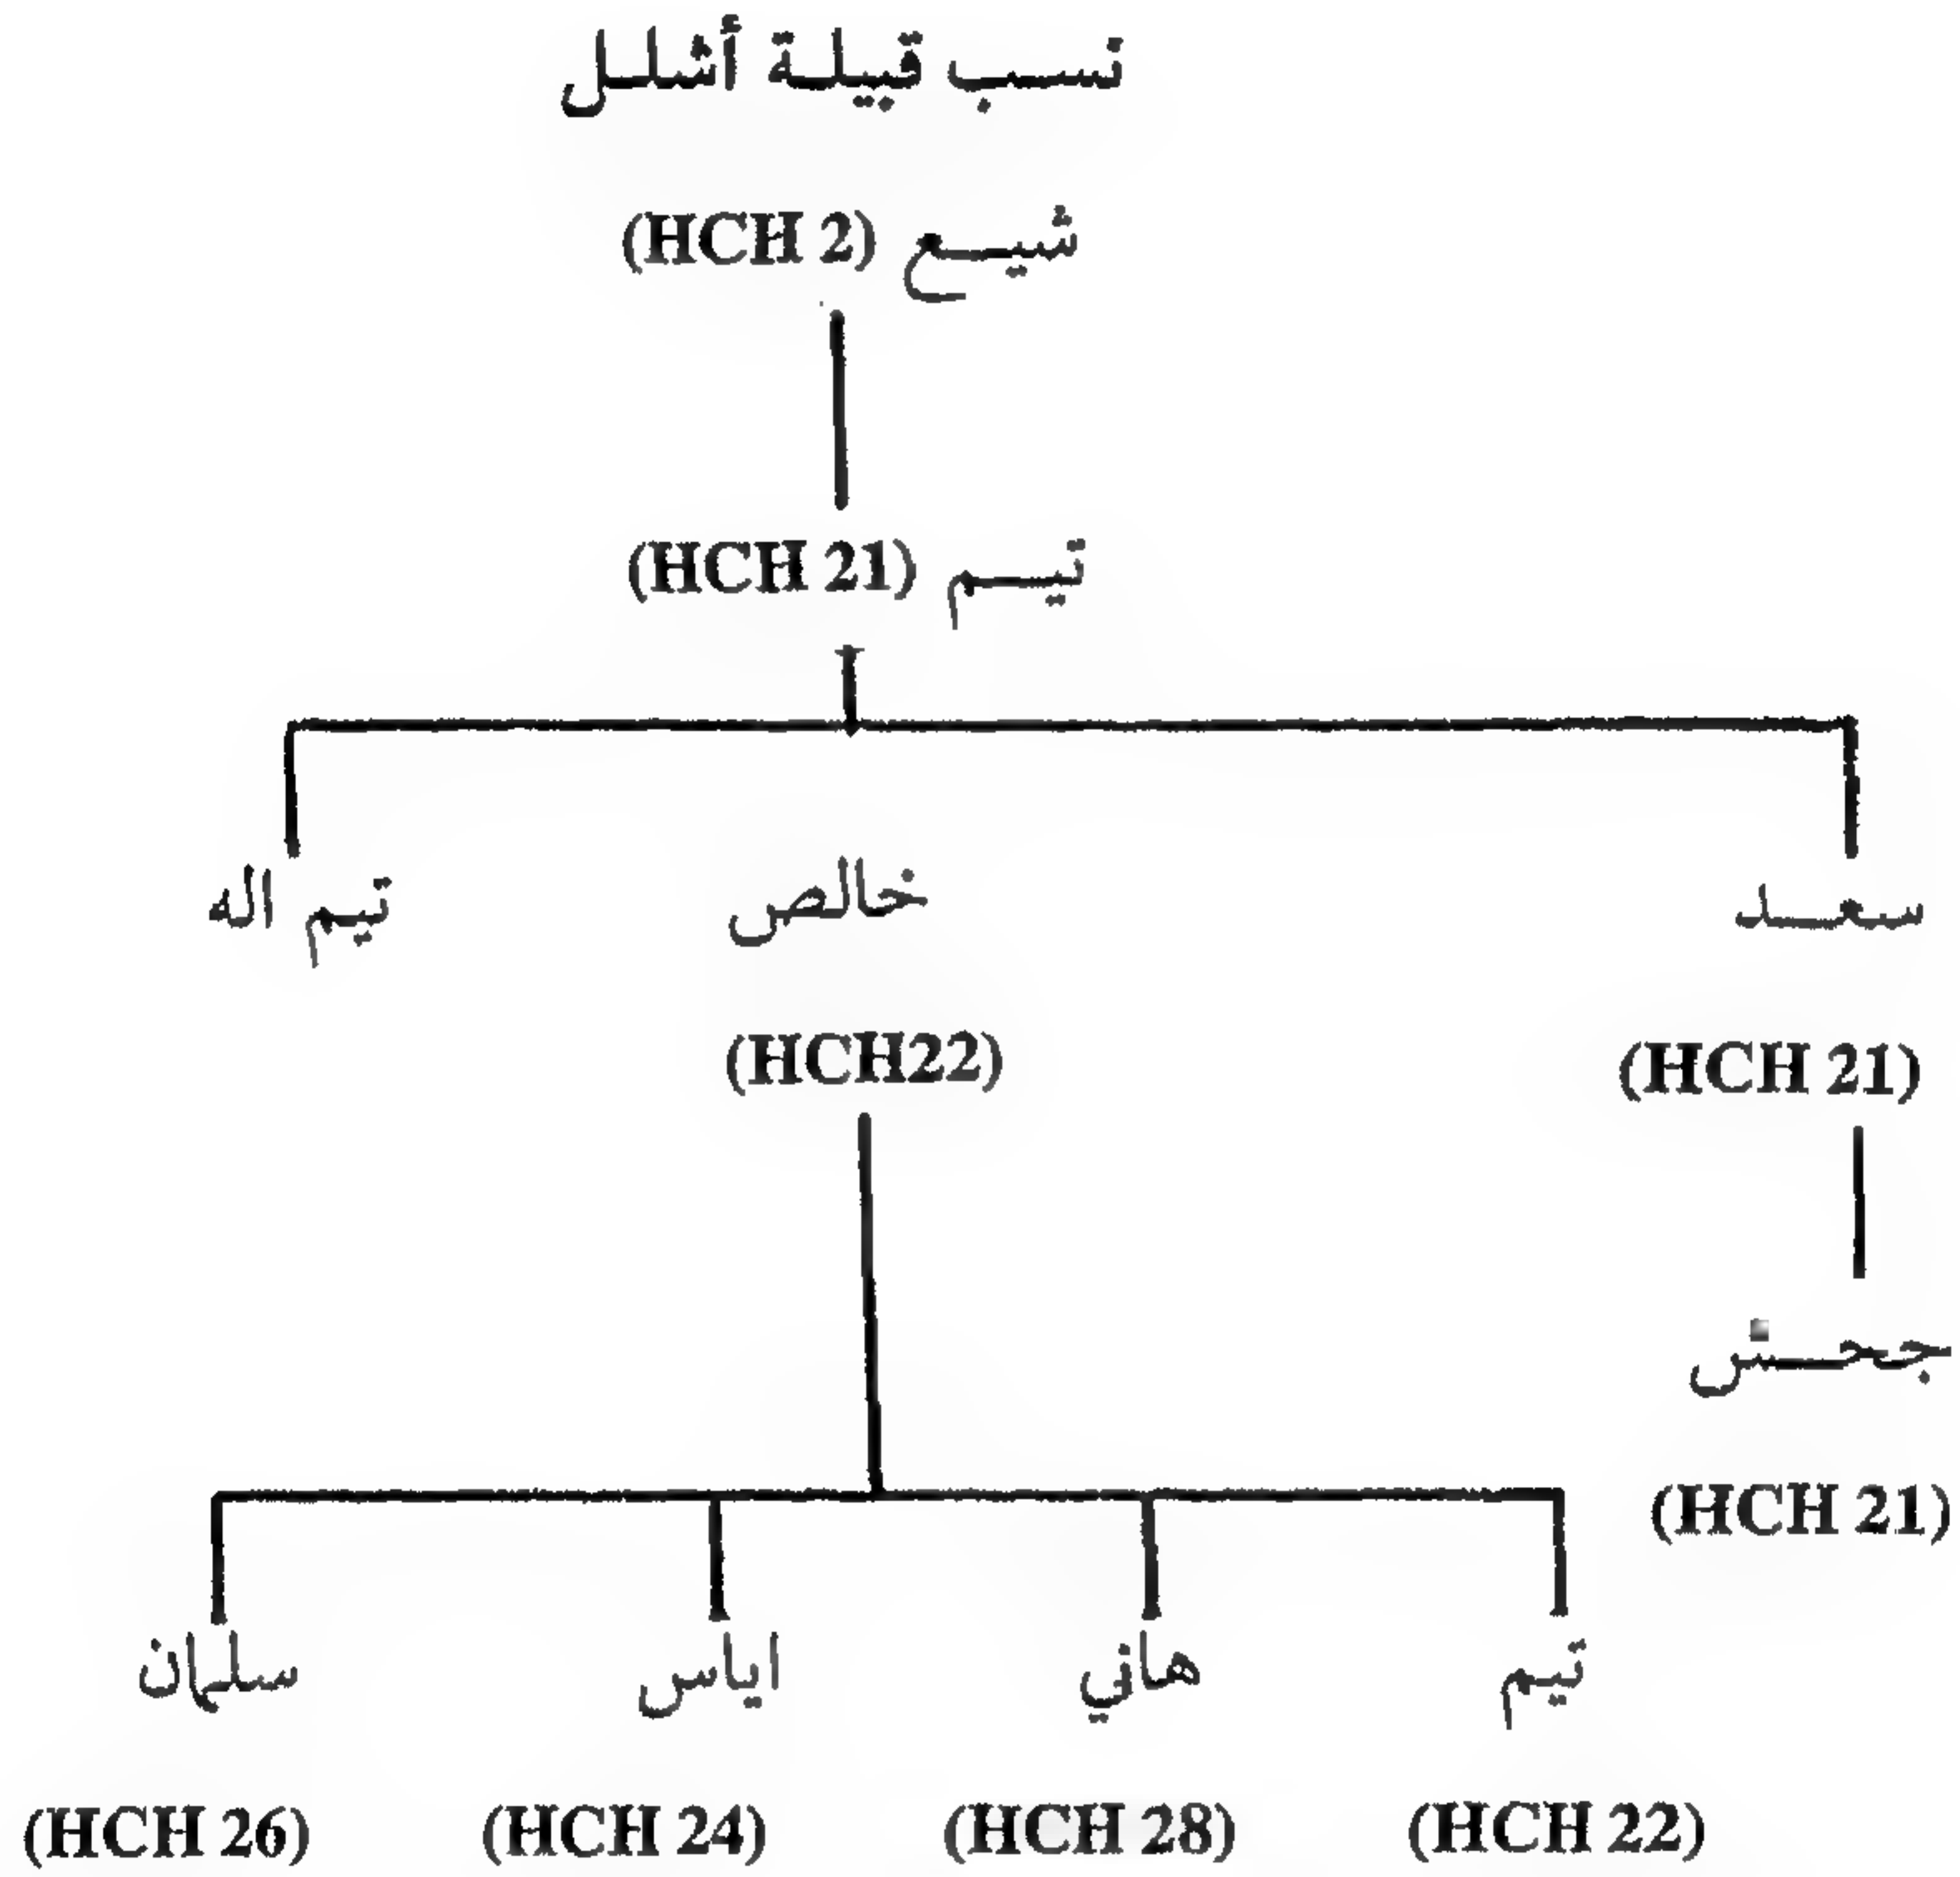 نسب قبيلة أشلل
شيع (HCH 2)
تيم (HCH 21)
سعد خالص تيم اله
(HCH 21) (HCH22)
جحش
(HCH 21)
تيم هاني اياس سلمان
(HCH 22) (HCH 28) (HCH 24) (HCH 26)